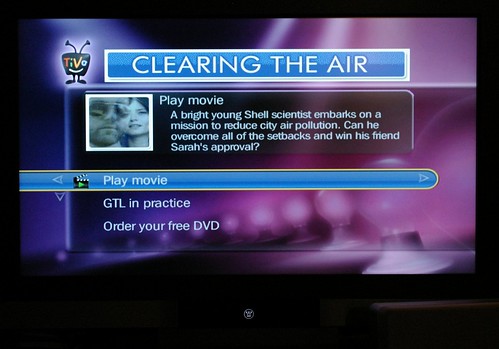 TiVo
CLEARING THE AIR
Play movie
A bright young Shell scientist embarks on a
mission to reduce city air pollution. Can he
overcome all of the setbacks and win his friend
Sarah's approval?
Play movie
GTL in practice
Order your free DVD
W